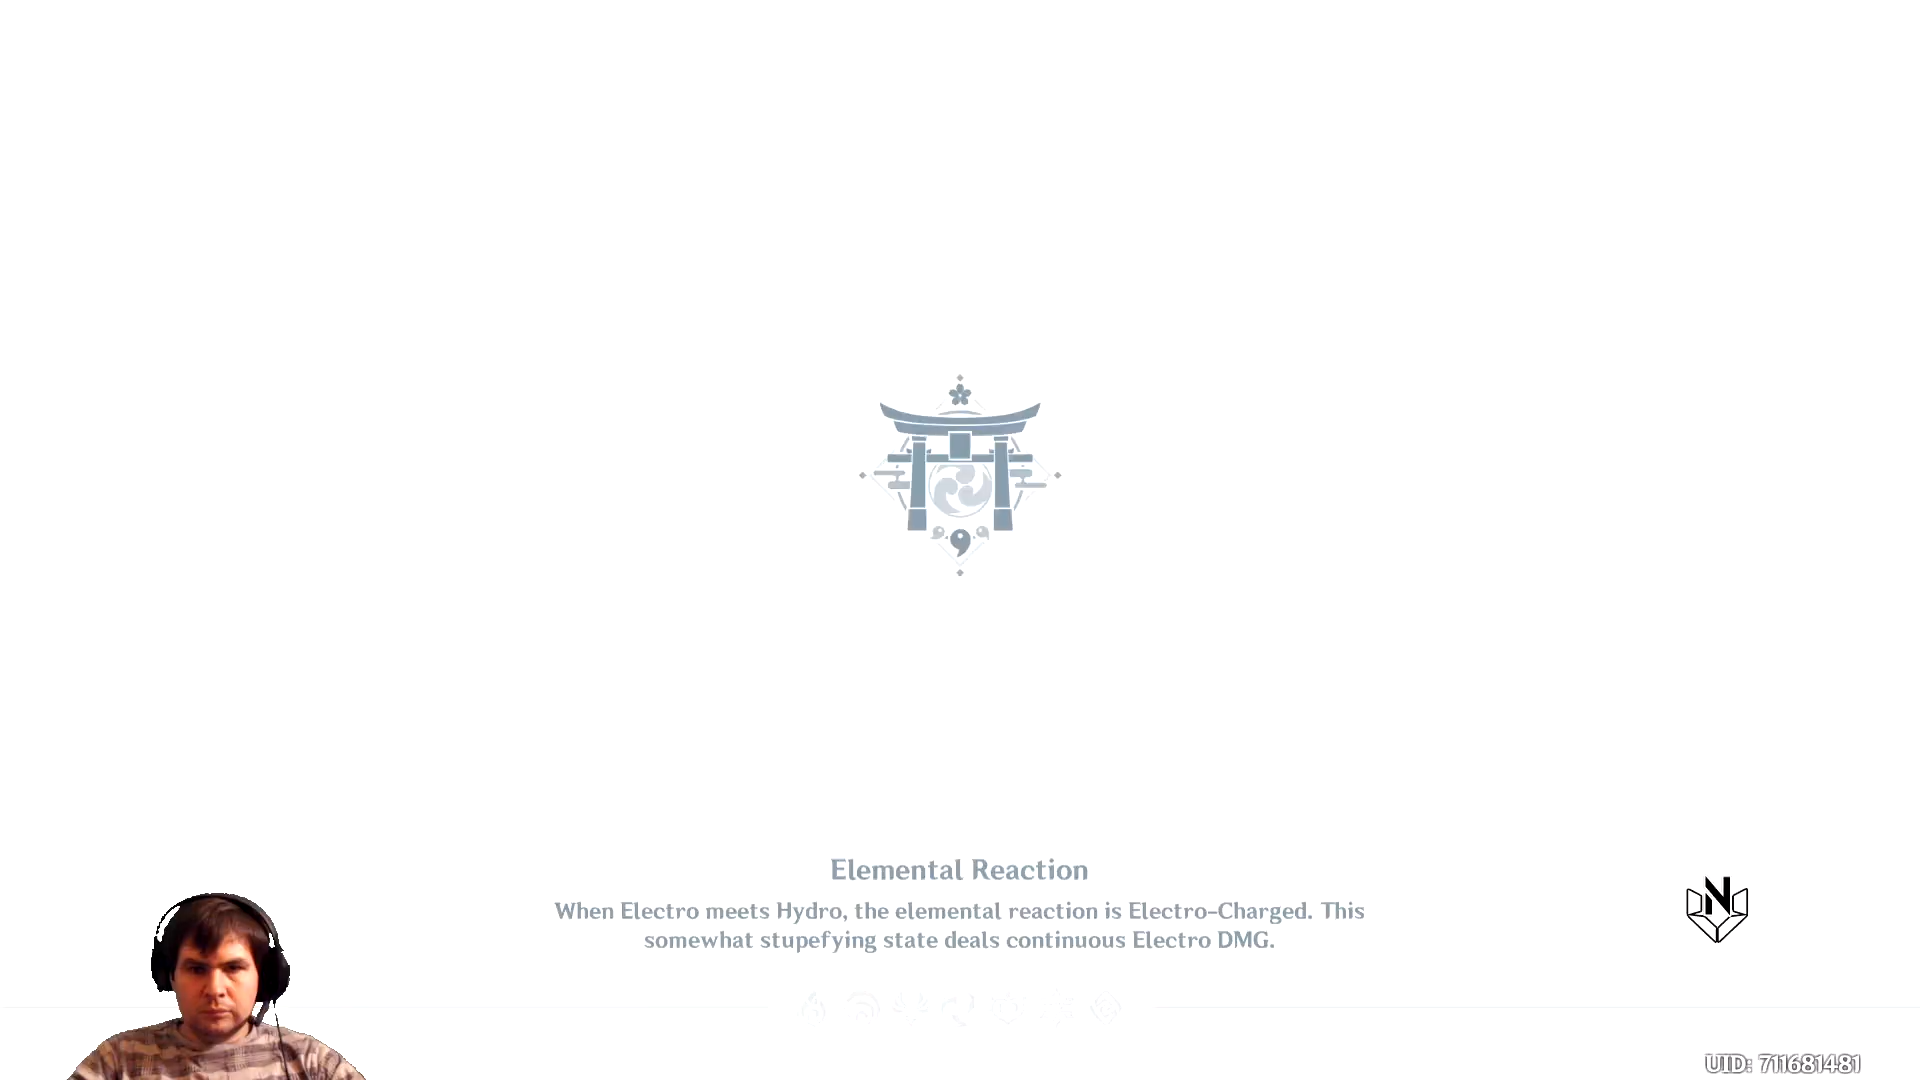 Elemental Reaction
When Electro meets Hydro, the elemental reaction is Electro-Charged. This
somewhat stupefying state deals continuous Electro DMG.
N
UID: 711681481